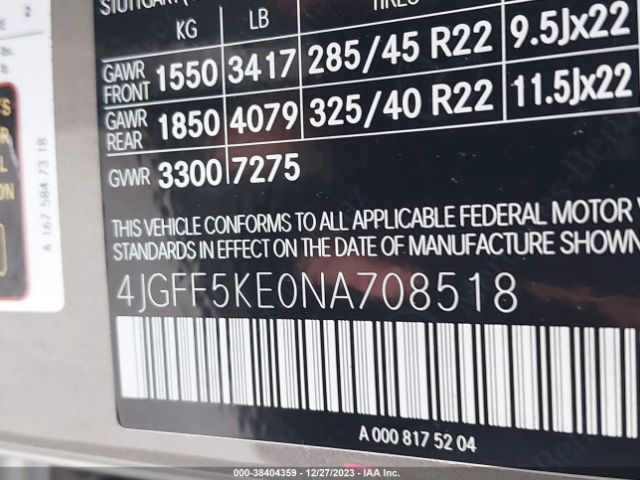 STUTTGART
KG LB TIRES
GAWR FRONT 1550 3417 285/45 R22 9.5Jx22
GAWR REAR 1850 4079 325/40 R22 11.5Jx22
GVWR 3300 7275
THIS VEHICLE CONFORMS TO ALL APPLICABLE FEDERAL MOTOR
STANDARDS IN EFFECT ON THE DATE OF MANUFACTURE SHOWN
4JGFF5KE0NA708518
A 000 817 52 04
A 167 584 73 18
2
000-38404359 - 12/27/2023 - IAA Inc.